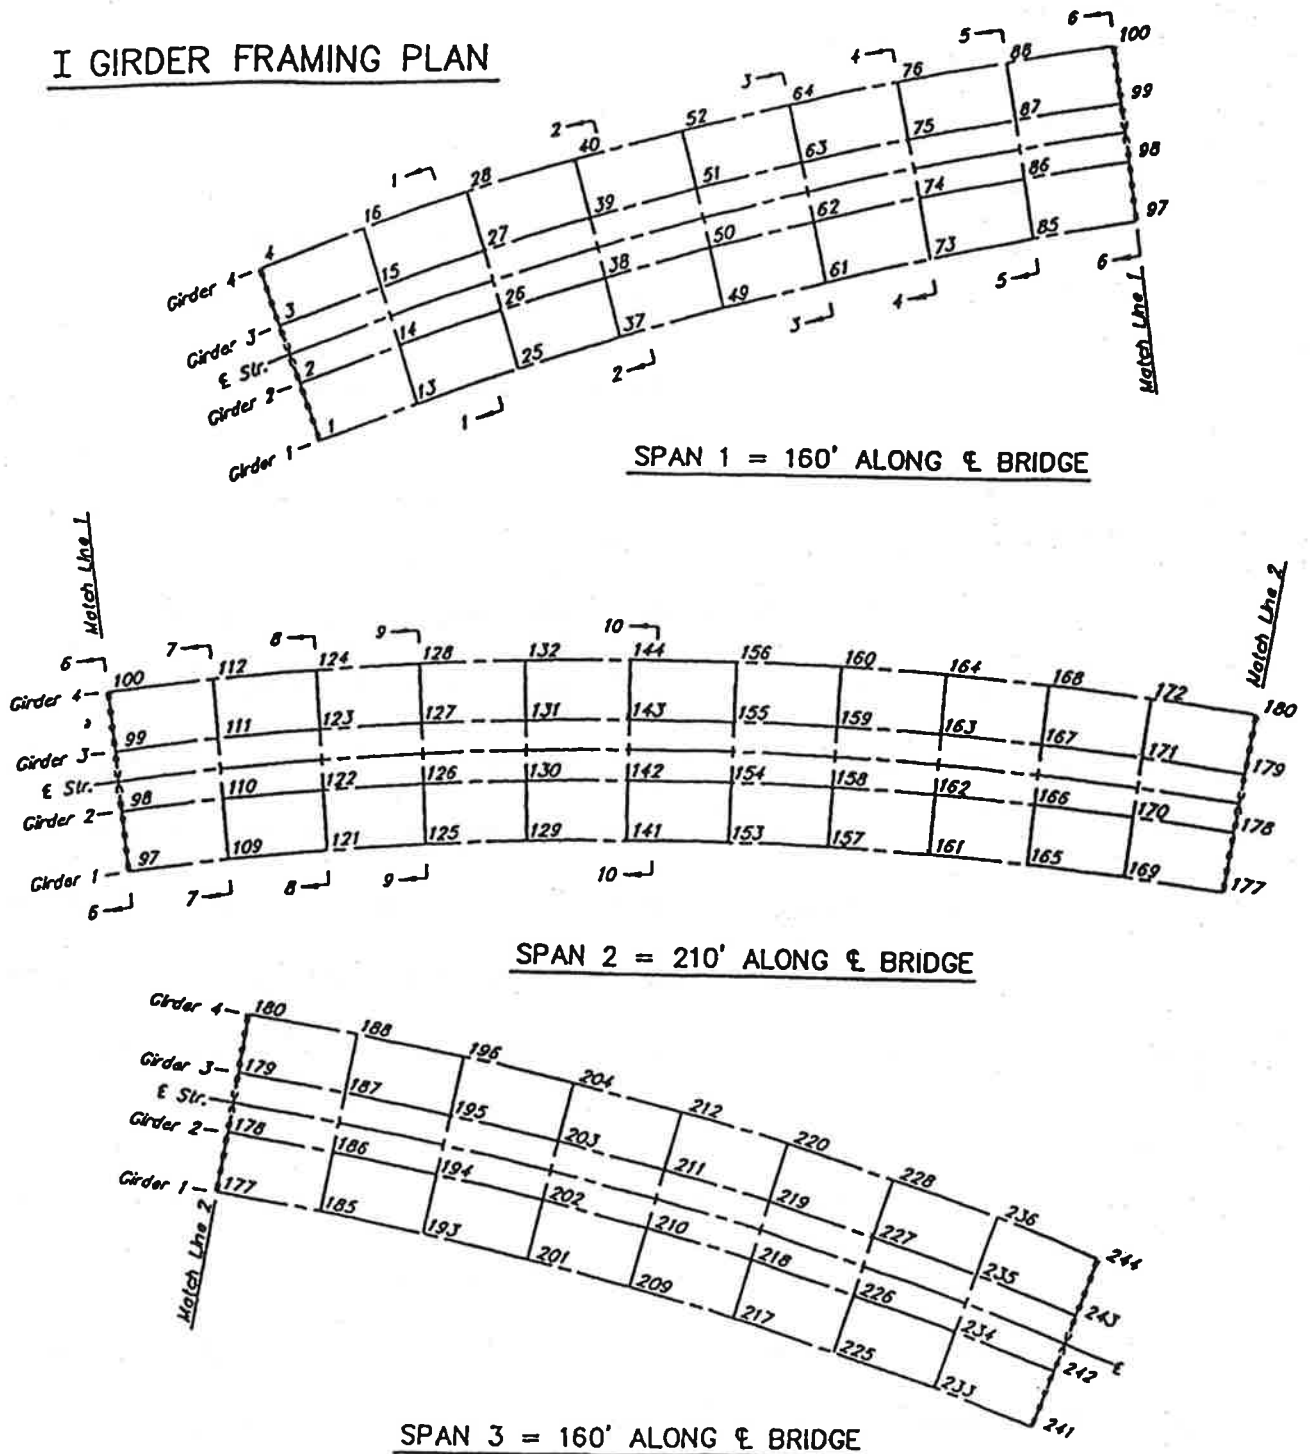 I GIRDER FRAMING PLAN
6 6
5 5
4 4
3 3
2 2
1 1
4 16 28 40 52 64 76 88 100
3 15 27 39 51 63 75 87 99
2 14 26 38 50 62 74 86 98
1 13 25 37 49 61 73 85 97
Girder 4
Girder 3
℄ Str.
Girder 2
Girder 1
Match Line 1
SPAN 1 = 160' ALONG ℄ BRIDGE
Match Line 1
Match Line 2
6 7 8 9 10
Girder 4 100 112 124 128 132 144 156 160 164 168 172 180
Girder 3 99 111 123 127 131 143 155 159 163 167 171 179
℄ Str.
Girder 2 98 110 122 126 130 142 154 158 162 166 170 178
Girder 1 97 109 121 125 129 141 153 157 161 165 169 177
6 7 8 9 10
SPAN 2 = 210' ALONG ℄ BRIDGE
Girder 4 180 188 196 204 212 220 228 236 244
Girder 3 179 187 195 203 211 219 227 235 243
℄ Str. ℄
Girder 2 178 186 194 202 210 218 226 234 242
Girder 1 177 185 193 201 209 217 225 233 241
Match Line 2
SPAN 3 = 160' ALONG ℄ BRIDGE